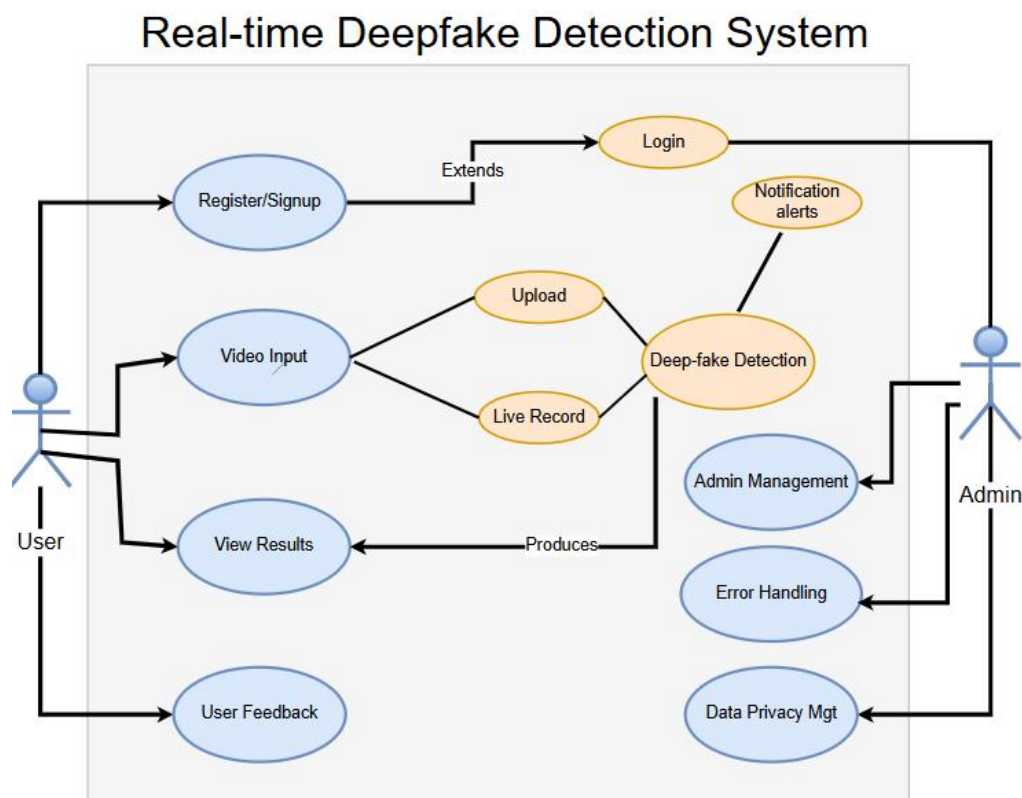 Real-time Deepfake Detection System
Login
Extends
Register/Signup
Notification
alerts
Upload
Video Input
Deep-fake Detection
Live Record
Admin Management
Admin
User
View Results
Produces
Error Handling
User Feedback
Data Privacy Mgt